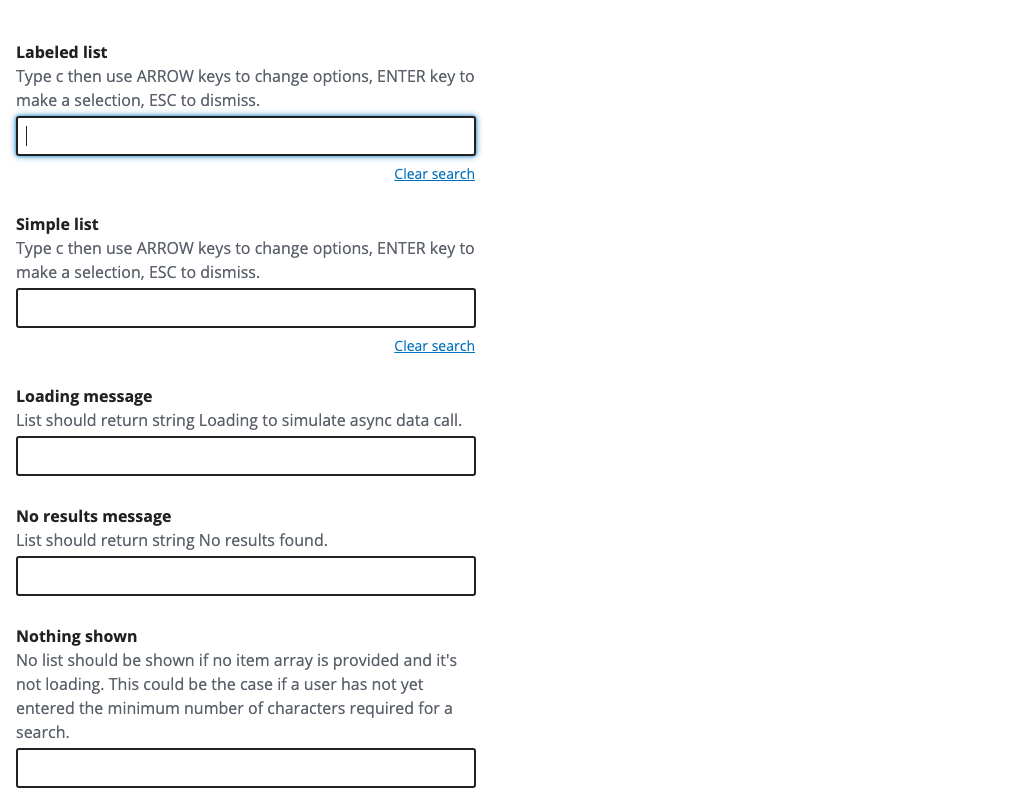 Labeled list
Type c then use ARROW keys to change options, ENTER key to
make a selection, ESC to dismiss.
Clear search
Simple list
Type c then use ARROW keys to change options, ENTER key to
make a selection, ESC to dismiss.
Clear search
Loading message
List should return string Loading to simulate async data call.
No results message
List should return string No results found.
Nothing shown
No list should be shown if no item array is provided and it's
not loading. This could be the case if a user has not yet
entered the minimum number of characters required for a
search.